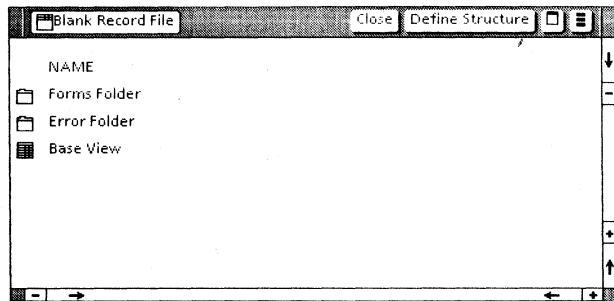 Blank Record File Close Define Structure
NAME
Forms Folder
Error Folder
Base View